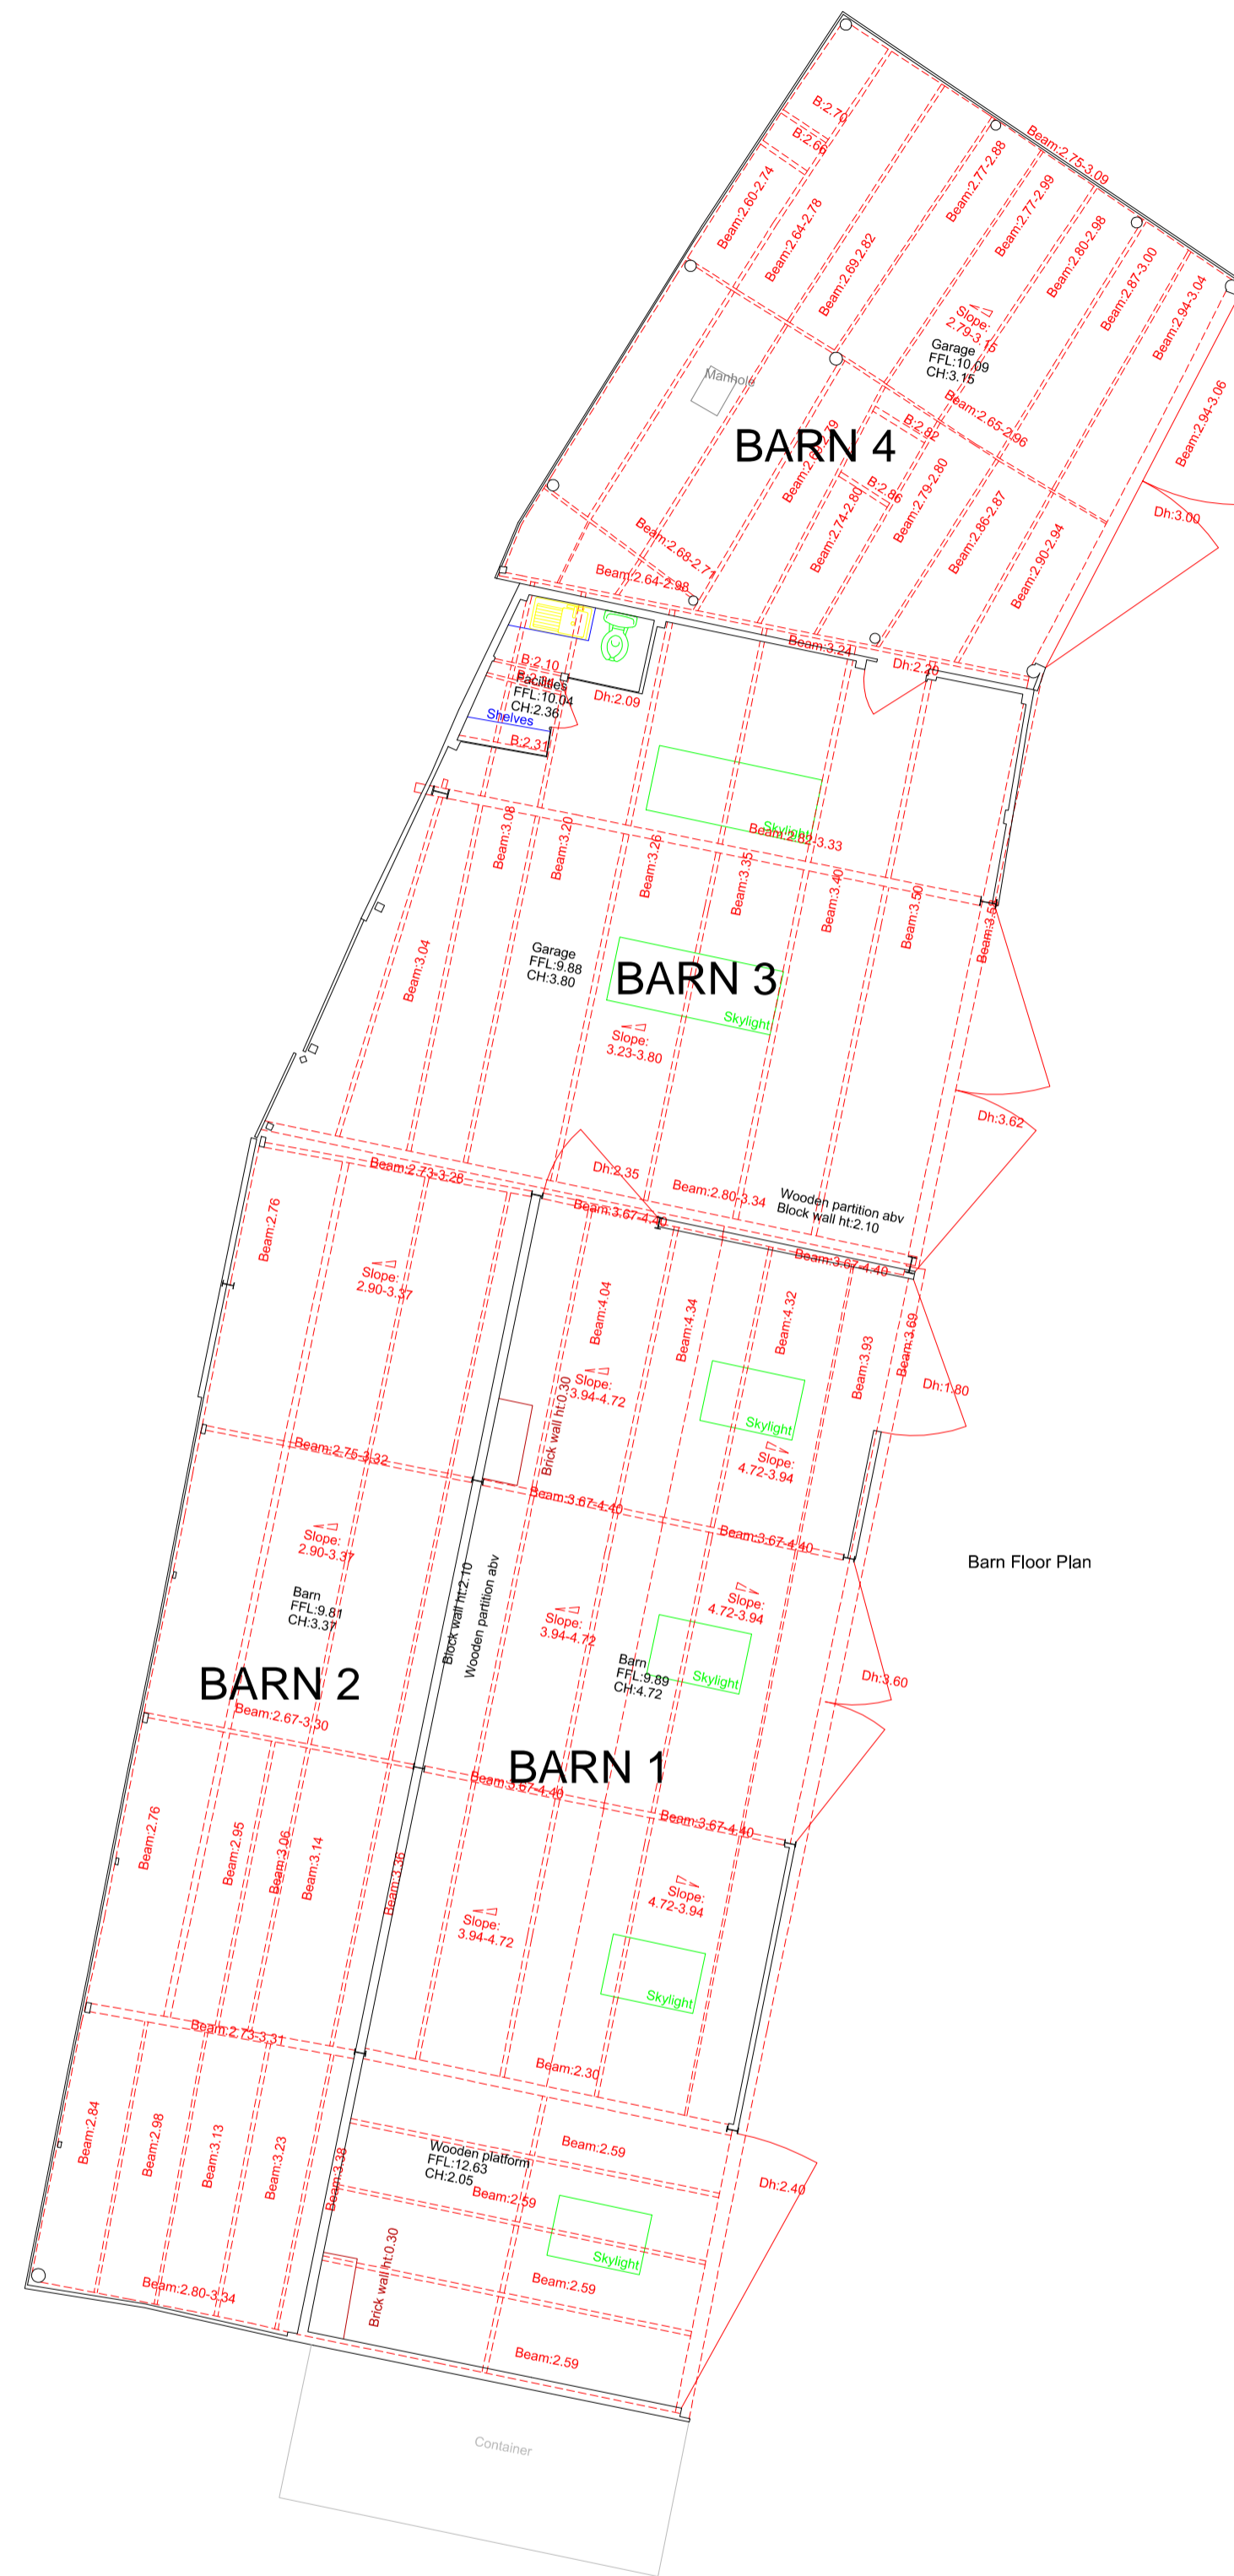 B:2.70
B:2.66
Beam:2.75-3.09
Beam:2.60-2.74
Beam:2.64-2.78
Beam:2.69-2.82
Beam:2.77-2.88
Beam:2.77-2.99
Beam:2.80-2.98
Beam:2.87-3.00
Beam:2.94-3.04
Slope:
2.79-3.15
Garage
FFL:10.09
CH:3.15
Manhole
Beam:2.94-3.06
Beam:2.65-2.96
B:2.82
BARN 4
B:2.86
Beam:2.74-2.80
Beam:2.79-2.80
Beam:2.86-2.87
Beam:2.90-2.94
Dh:3.00
Beam:2.68-2.71
Beam:2.64-2.98
Beam:3.24
Dh:2.20
B:2.10
Facilities
FFL:10.04
CH:2.36
Dh:2.09
Shelves
B:2.31
Skylight
Beam:2.82-3.33
Beam:3.08
Beam:3.20
Beam:3.26
Beam:3.35
Beam:3.40
Beam:3.50
Beam:3.04
Garage
FFL:9.88
CH:3.80
BARN 3
Skylight
Slope:
3.23-3.80
Dh:3.62
Dh:2.35
Beam:2.73-3.28
Beam:2.80-3.34
Wooden partition abv
Block wall ht:2.10
Beam:3.67-4.40
Beam:3.67-4.40
Beam:2.76
Slope:
2.90-3.37
Beam:4.04
Beam:4.34
Beam:4.32
Beam:3.93
Beam:3.69
Dh:1.80
Slope:
3.94-4.72
Brick wall ht:0.30
Skylight
Slope:
4.72-3.94
Beam:2.75-3.32
Beam:3.67-4.40
Beam:3.67-4.40
Slope:
2.90-3.37
Barn Floor Plan
Barn
FFL:9.81
CH:3.37
Block wall ht:2.10
Wooden partition abv
Slope:
3.94-4.72
Slope:
4.72-3.94
Barn
FFL:9.89
CH:4.72
Skylight
Dh:3.60
BARN 2
Beam:2.67-3.30
BARN 1
Beam:3.67-4.40
Beam:3.67-4.40
Beam:2.76
Beam:2.95
Beam:3.06
Beam:3.14
Beam:3.36
Slope:
3.94-4.72
Slope:
4.72-3.94
Skylight
Beam:2.73-3.31
Beam:2.30
Beam:2.84
Beam:2.98
Beam:3.13
Beam:3.23
Beam:3.38
Wooden platform
FFL:12.63
CH:2.05
Beam:2.59
Beam:2.59
Dh:2.40
Skylight
Brick wall ht:0.30
Beam:2.59
Beam:2.80-3.34
Beam:2.59
Container